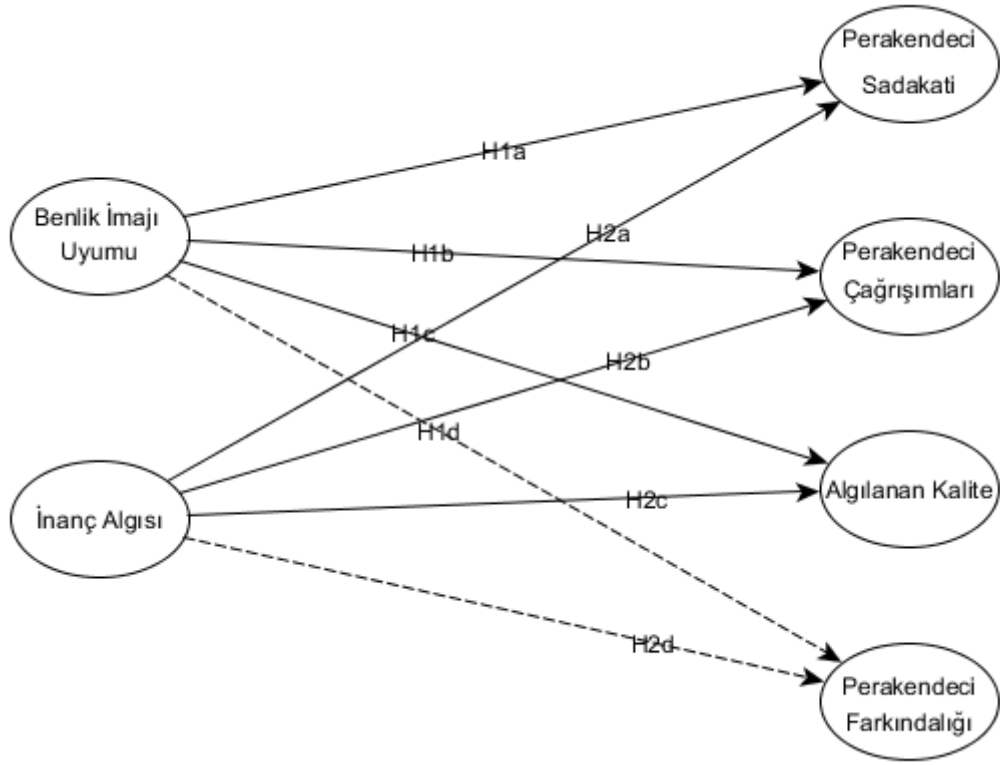 Perakendeci
Sadakati
H1a
Benlik İmajı
Uyumu
H2a
H1b
Perakendeci
Çağrışımları
H1c
H2b
H1d
Algılanan Kalite
H2c
İnanç Algısı
H2d
Perakendeci
Farkındalığı